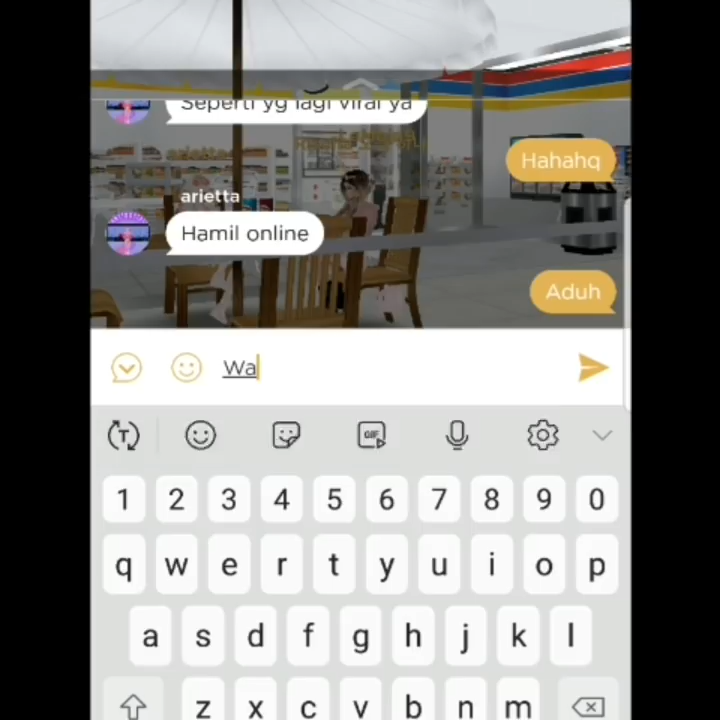 Seperti yg lagi viral ya
Hahahq
arietta
Hamil online
Aduh
Wa
T
GIF
1 2 3 4 5 6 7 8 9 0
q w e r t y u i o p
a s d f g h j k l
z x c v b n m